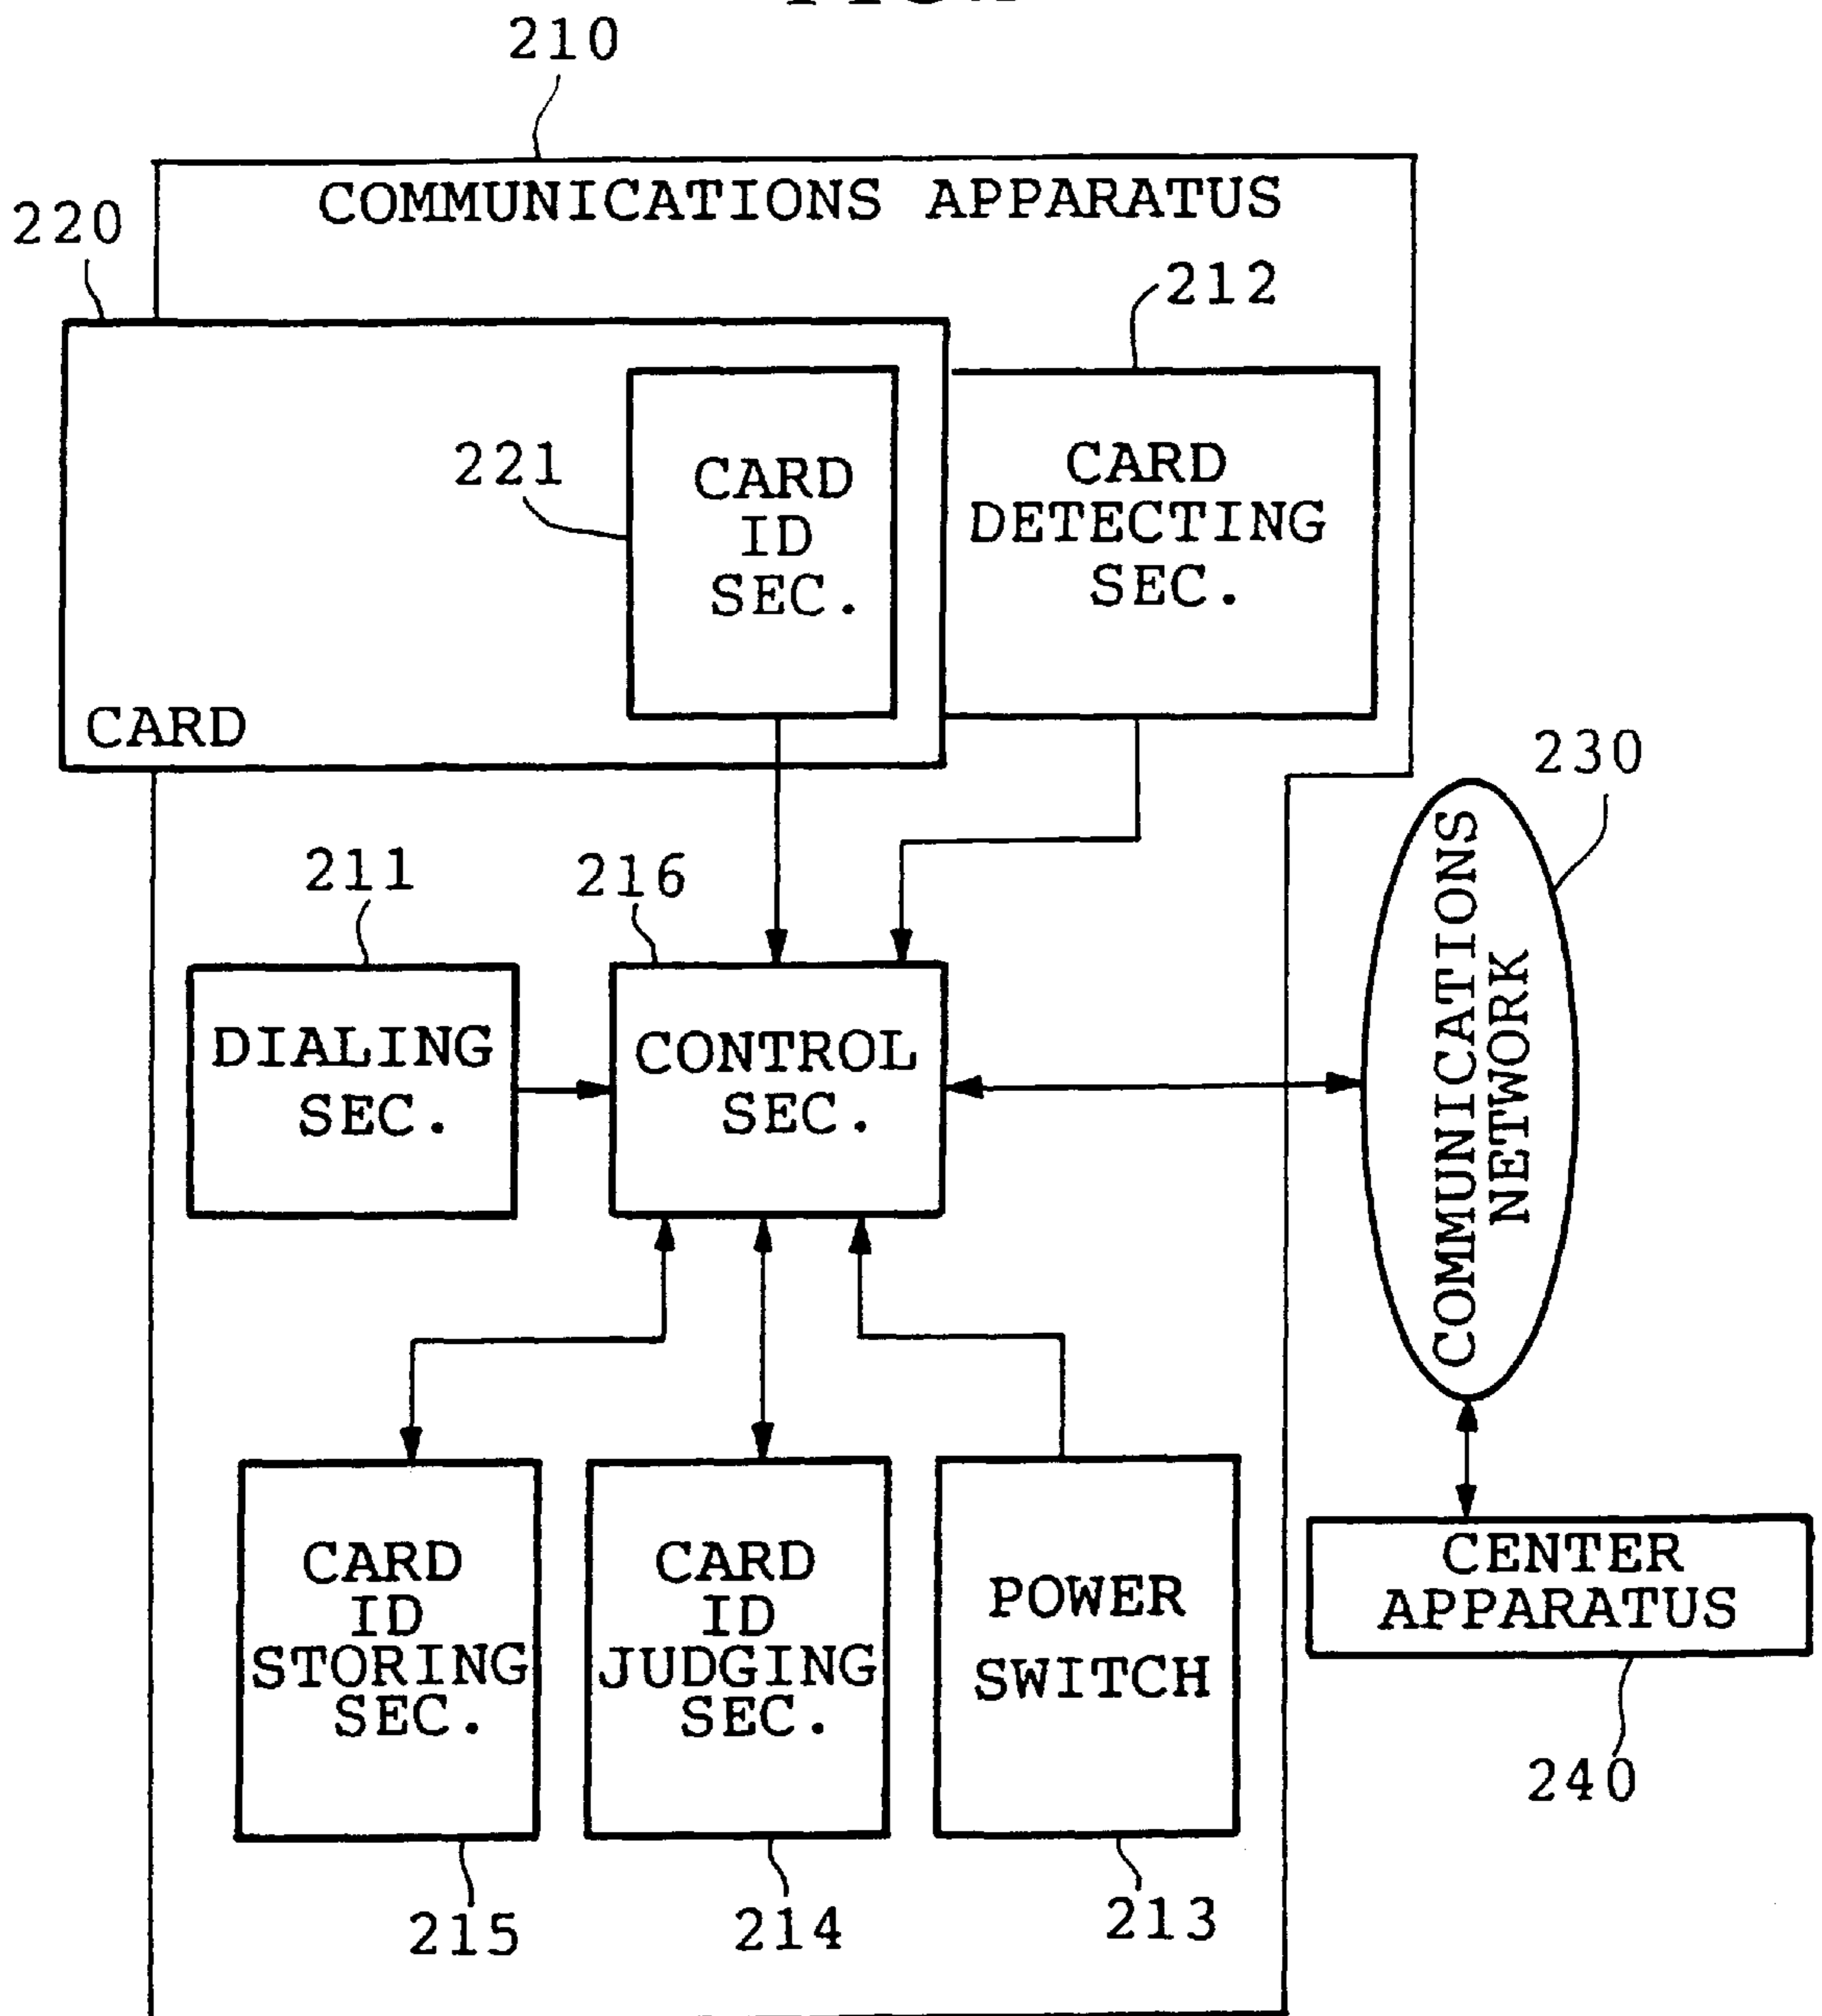 210
COMMUNICATIONS APPARATUS
220
212
221
CARD
ID
SEC.
CARD
DETECTING
SEC.
CARD
230
211
216
DIALING
SEC.
CONTROL
SEC.
COMMUNICATIONS
NETWORK
CARD
ID
STORING
SEC.
CARD
ID
JUDGING
SEC.
POWER
SWITCH
CENTER
APPARATUS
240
215
214
213